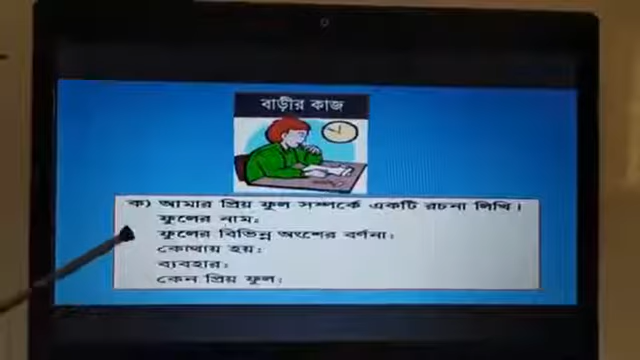 বাড়ীর কাজ
ক) আমার প্রিয় ফুল সম্পর্কে একটি রচনা লিখি।
ফুলের নাম:
ফুলের বিভিন্ন অংশের বর্ণনা:
কোথায় হয়:
ব্যবহার:
কেন প্রিয় ফুল: